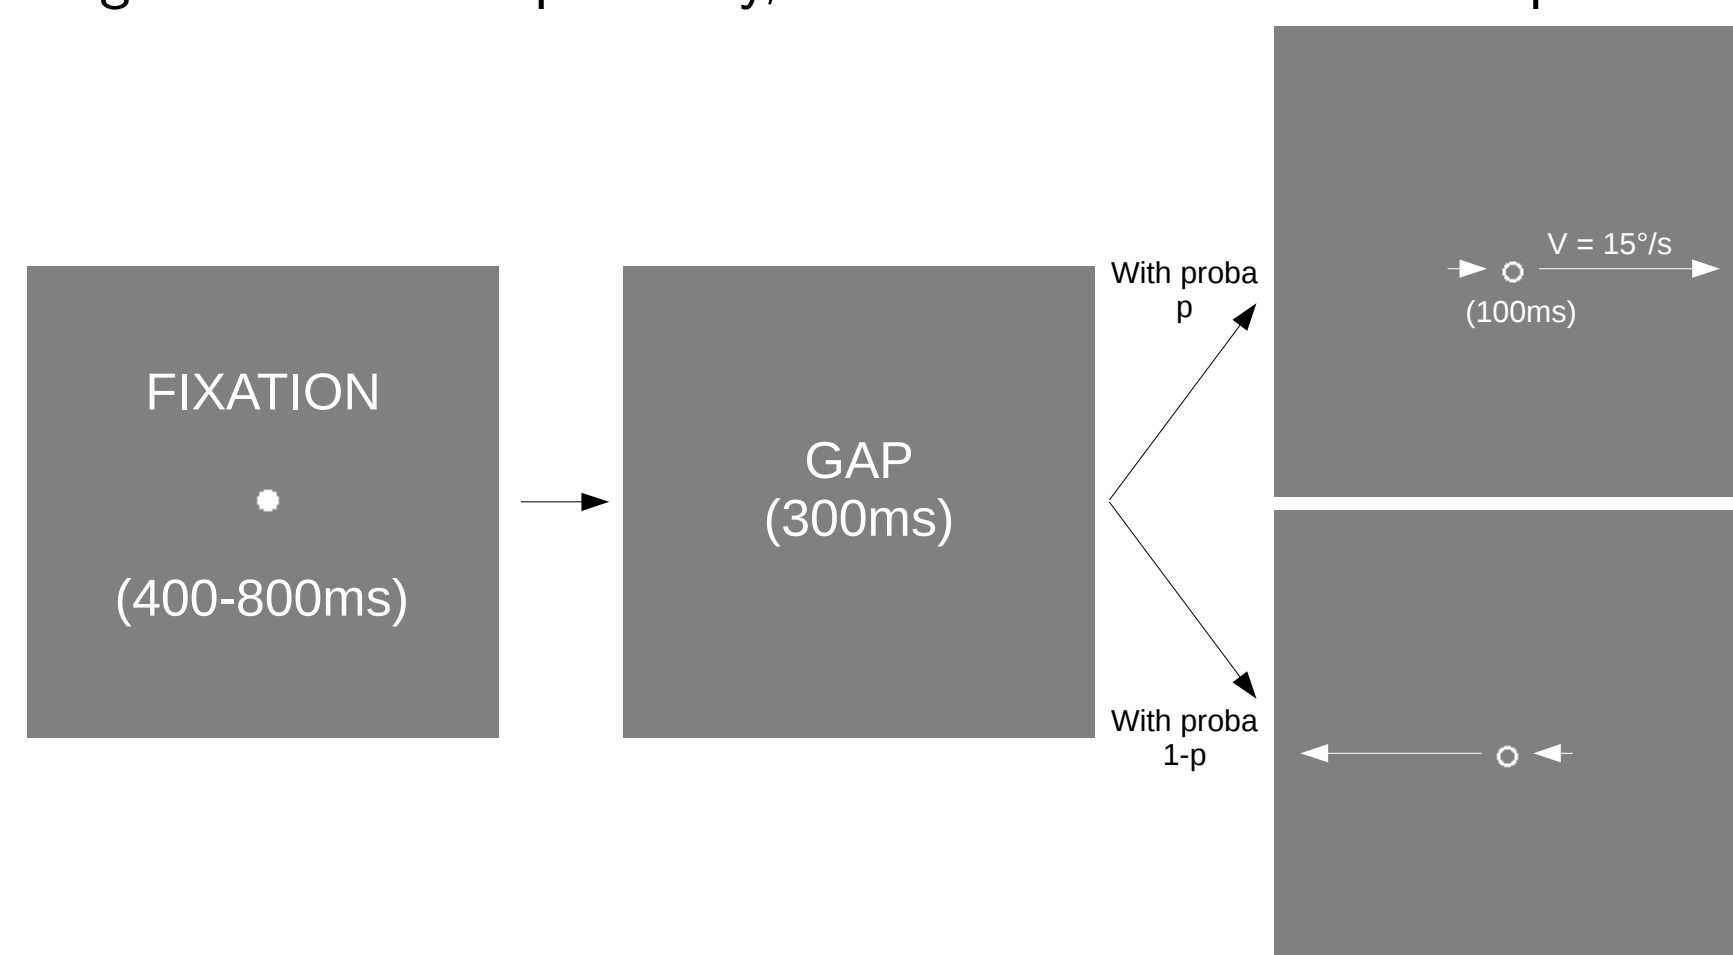 FIXATION
(400-800ms)
GAP
(300ms)
With proba
p
With proba
1-p
V = 15°/s
(100ms)